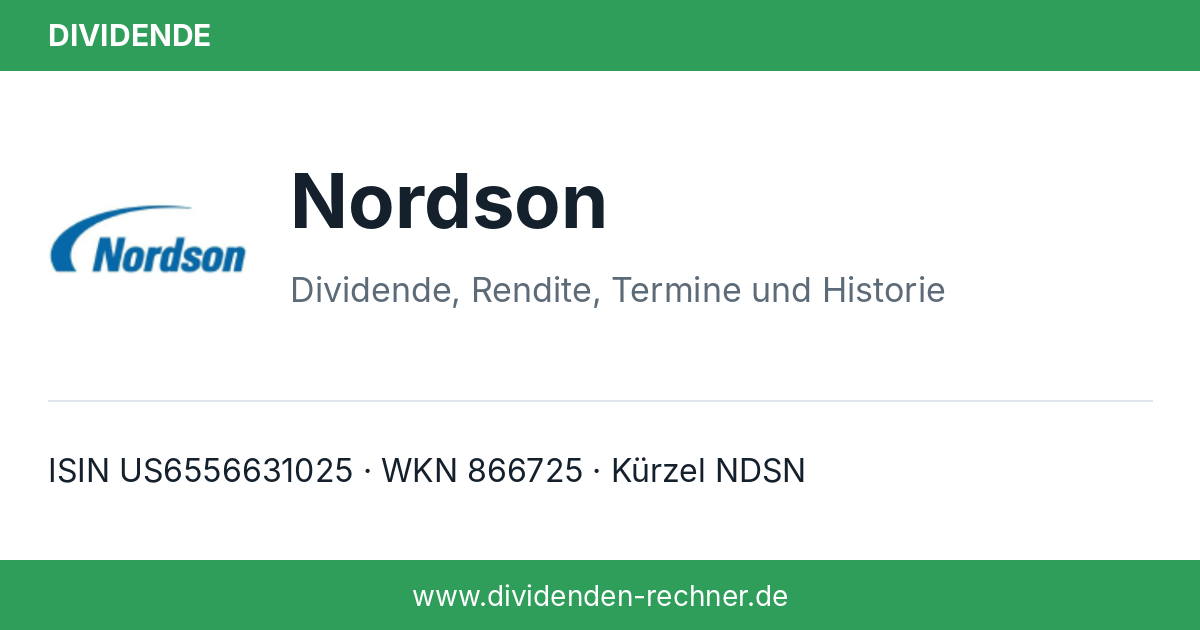 DIVIDENDE
Nordson
Nordson
Dividende, Rendite, Termine und Historie
ISIN US6556631025 · WKN 866725 · Kürzel NDSN
www.dividenden-rechner.de